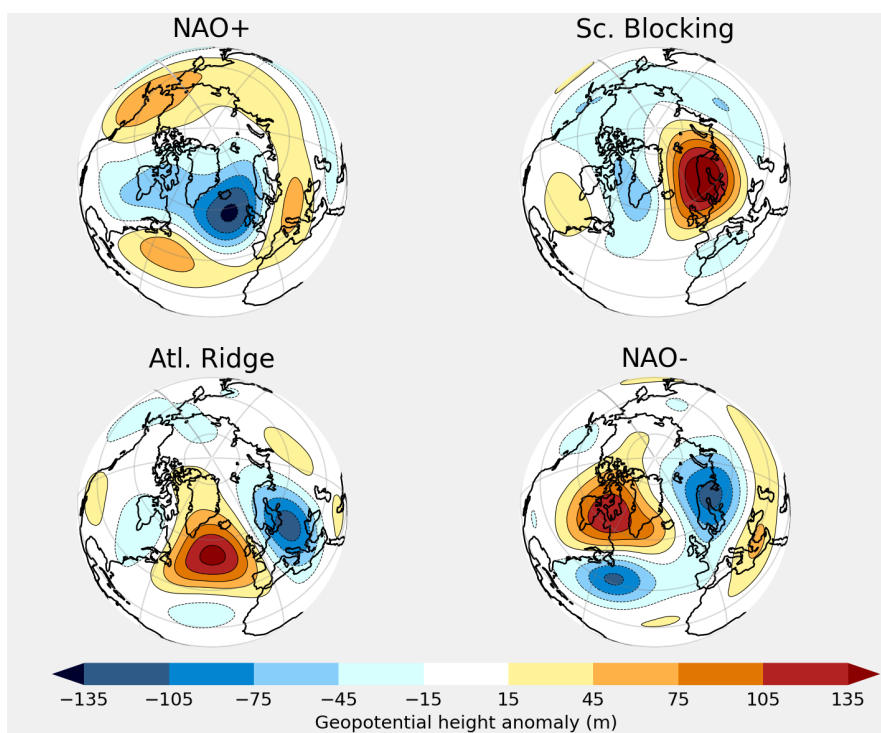 NAO+
Sc. Blocking
Atl. Ridge
NAO-
−135 −105 −75 −45 −15 15 45 75 105 135
Geopotential height anomaly (m)